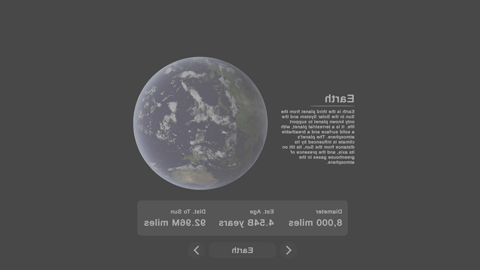 Earth
Earth is the third planet from the
Sun in the Solar System and the
only known planet to support
life. It is a terrestrial planet, with
a solid surface and a breathable
atmosphere. The planet's
climate is influenced by its
distance from the Sun, its tilt on
its axis, and the presence of
greenhouse gases in the
atmosphere.
Diameter
8,000 miles
Est. Age
4.54B years
Dist. To Sun
92.96M miles
Earth